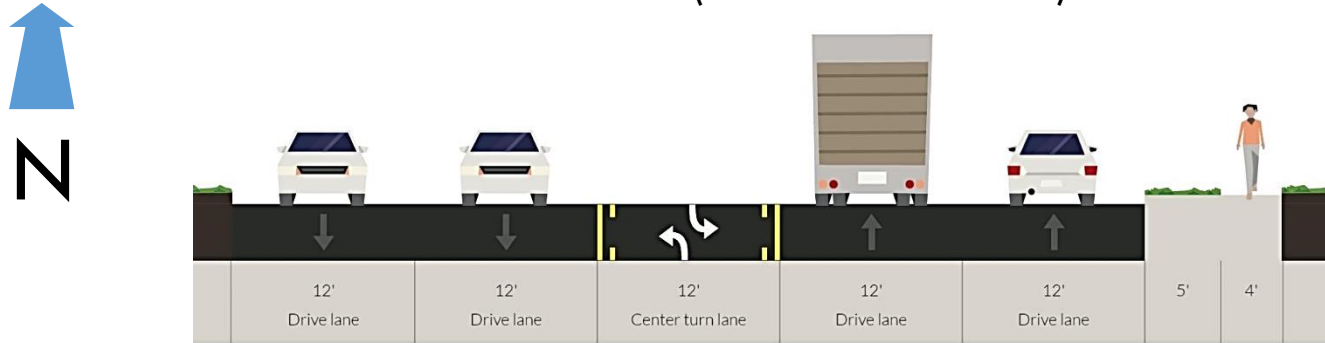 N
12' 12' 12' 12' 12' 5' 4'
Drive lane Drive lane Center turn lane Drive lane Drive lane